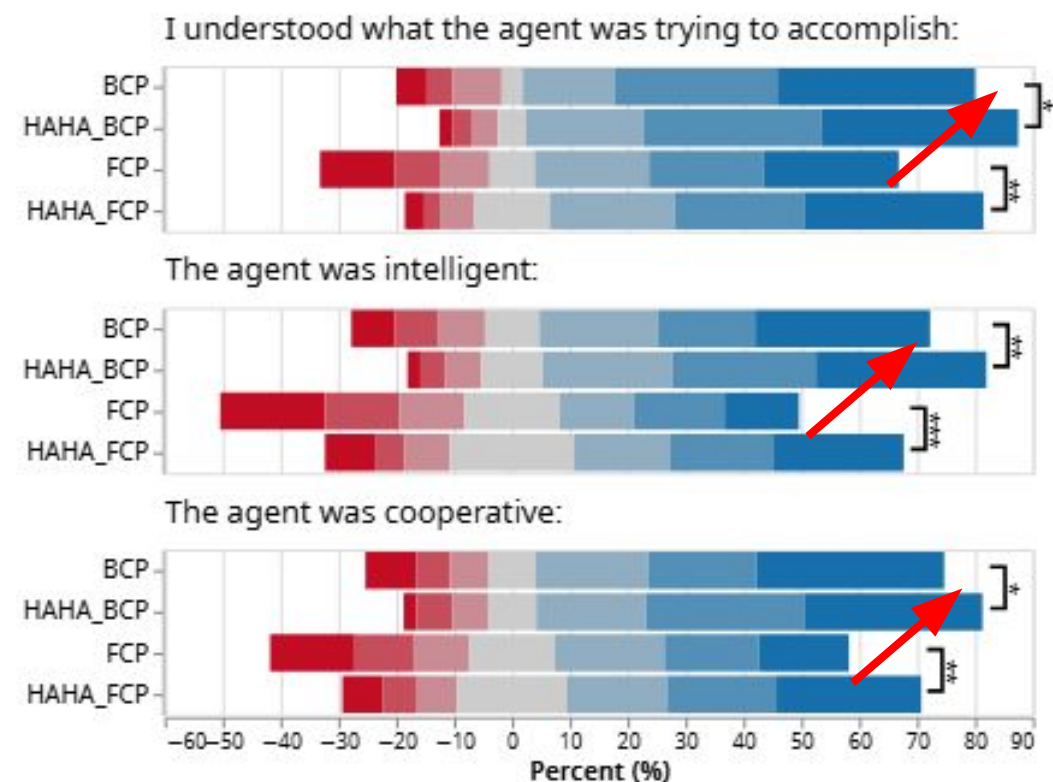 I understood what the agent was trying to accomplish:
BCP
HAHA_BCP
FCP
HAHA_FCP
*
**
The agent was intelligent:
BCP
HAHA_BCP
FCP
HAHA_FCP
**
***
The agent was cooperative:
BCP
HAHA_BCP
FCP
HAHA_FCP
*
**
−60 −50 −40 −30 −20 −10 0 10 20 30 40 50 60 70 80 90
Percent (%)